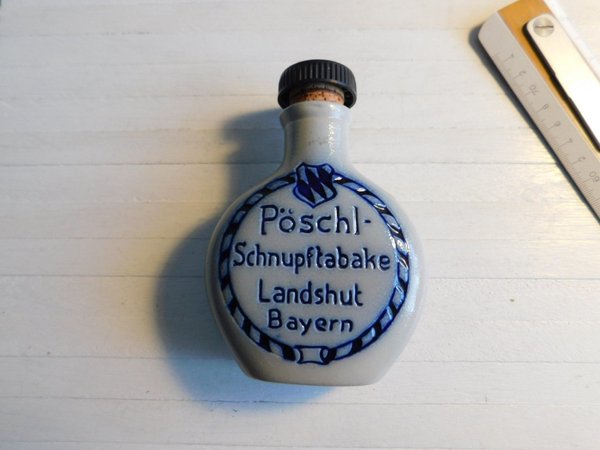 Pöschl-
Schnupftabake
Landshut
Bayern